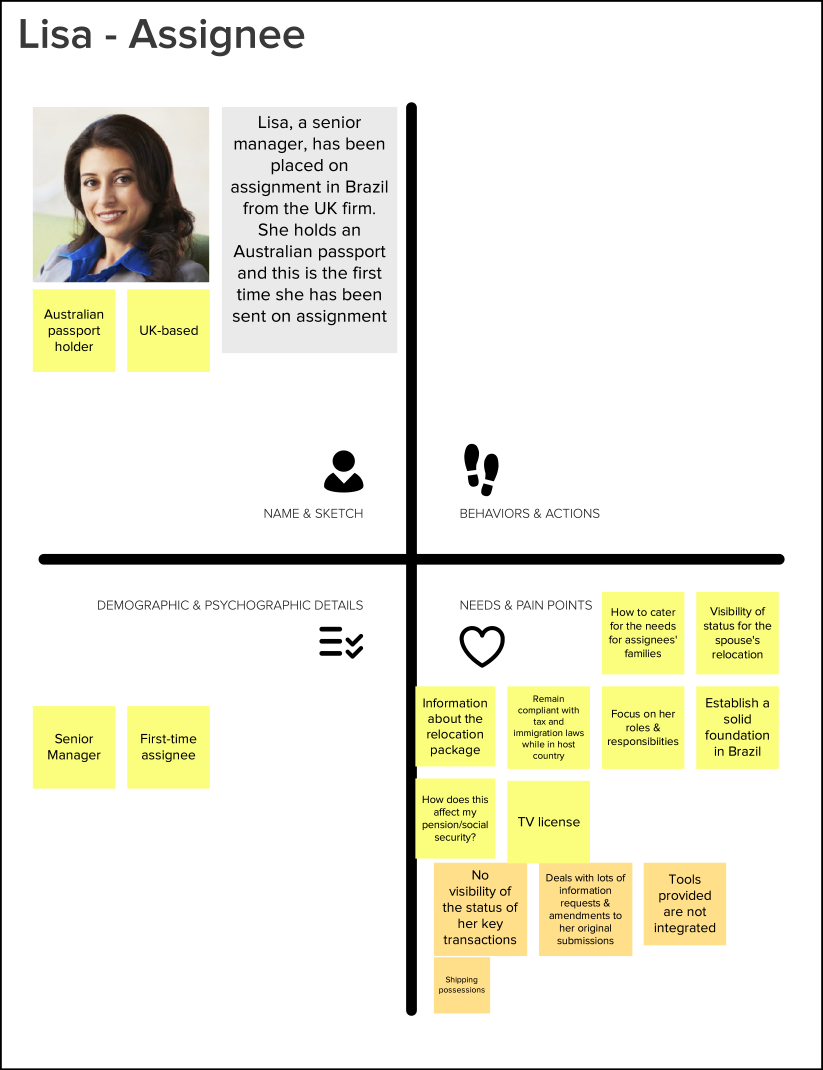 Lisa - Assignee
Lisa, a senior
manager, has been
placed on
assignment in Brazil
from the UK firm.
She holds an
Australian passport
and this is the first
time she has been
sent on assignment
Australian
passport
holder
UK-based
NAME & SKETCH
BEHAVIORS & ACTIONS
DEMOGRAPHIC & PSYCHOGRAPHIC DETAILS
Senior
Manager
First-time
assignee
NEEDS & PAIN POINTS
How to cater
for the needs
for assignees'
families
Visibility of
status for the
spouse's
relocation
Information
about the
relocation
package
Remain
compliant with
tax and
immigration laws
while in host
country
Focus on her
roles &
responsibiities
Establish a
solid
foundation
in Brazil
How does this
affect my
pension/social
security?
TV license
No
visibility of
the status of
her key
transactions
Deals with lots of
information
requests &
amendments to
her original
submissions
Tools
provided
are not
integrated
Shipping
possessions